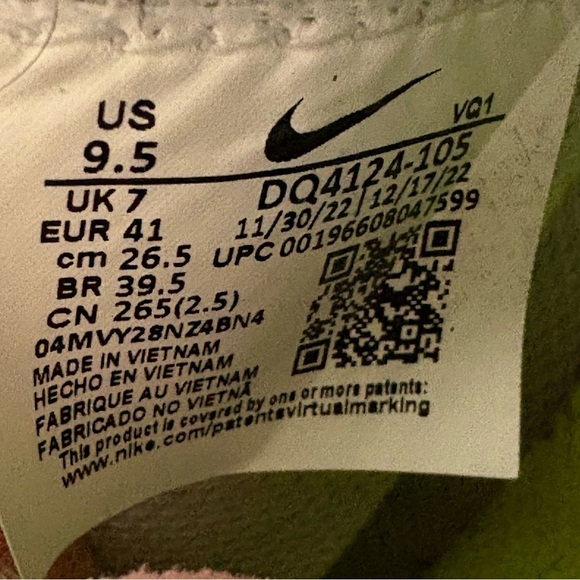 US
9.5
VQ1
UK 7
DQ4124-105
EUR 41
11/30/22 | 12/17/22
cm 26.5
UPC 00196608047599
BR 39.5
CN 265(2.5)
04MVY28NZ4BN4
MADE IN VIETNAM
HECHO EN VIETNAM
FABRIQUE AU VIETNAM
FABRICADO NO VIETNÃ
This product is covered by one or more patents:
www.nike.com/patentsvirtualmarking